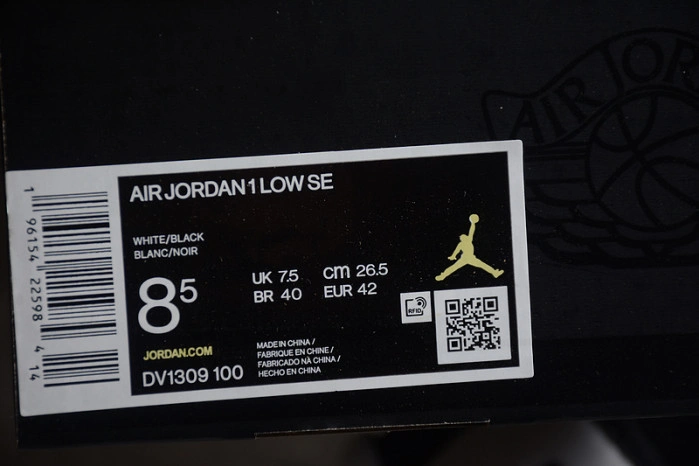 AIR JORDAN
AIR JORDAN 1 LOW SE
WHITE/BLACK
BLANC/NOIR
8
5
UK 7.5 cm 26.5
BR 40 EUR 42
RFID
JORDAN.COM
DV1309 100
MADE IN CHINA /
FABRIQUÉ EN CHINE /
FABRICADO NÀ CHINA /
HECHO EN CHINA
1 96154 22598 4 14